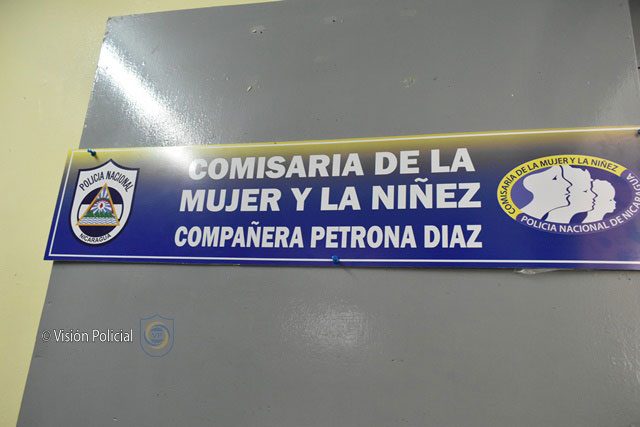 POLICIA NACIONAL
NICARAGUA
COMISARIA DE LA
MUJER Y LA NIÑEZ
COMPAÑERA PETRONA DIAZ
COMISARIA DE LA MUJER Y LA NIÑEZ
POLICIA NACIONAL DE NICARAGUA
© Visión Policial